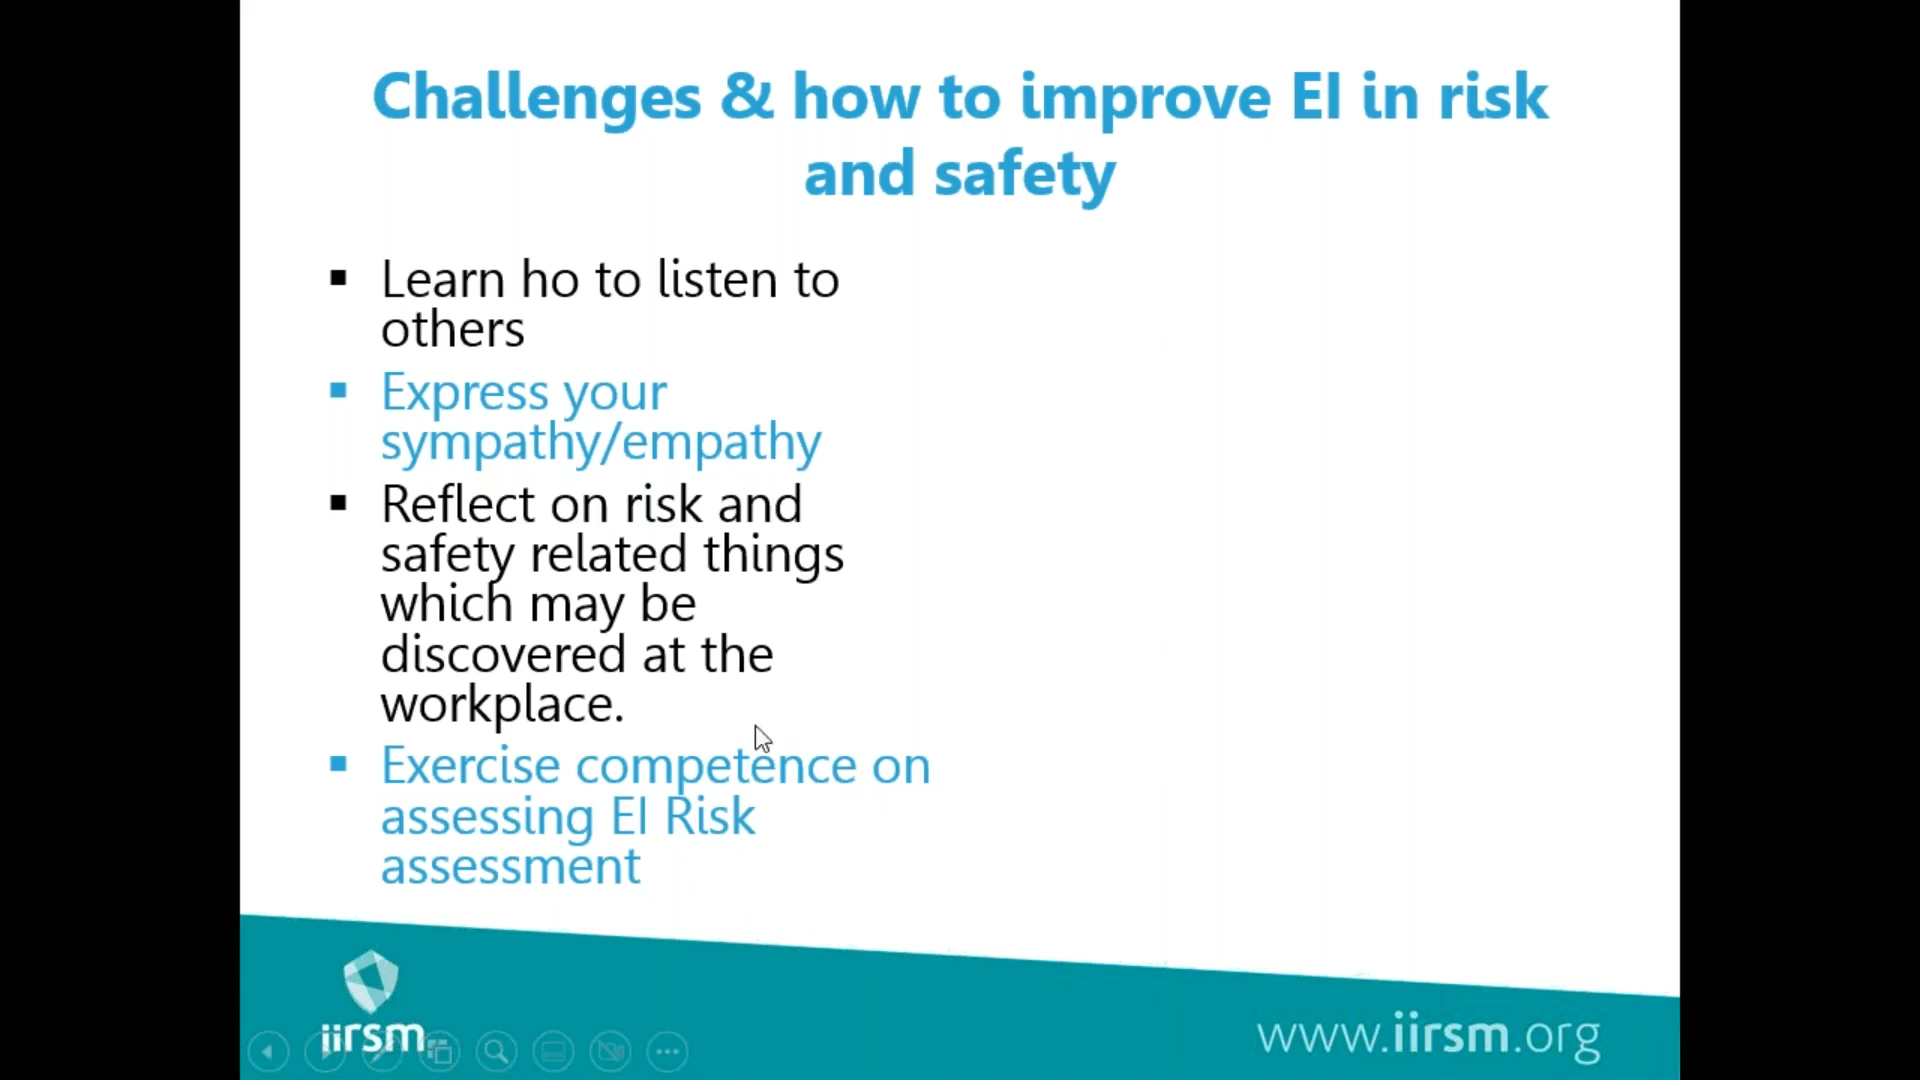 Challenges & how to improve EI in risk
and safety
▪ Learn ho to listen to
others
▪ Express your
sympathy/empathy
▪ Reflect on risk and
safety related things
which may be
discovered at the
workplace.
▪ Exercise competence on
assessing EI Risk
assessment
iirsm
www.iirsm.org